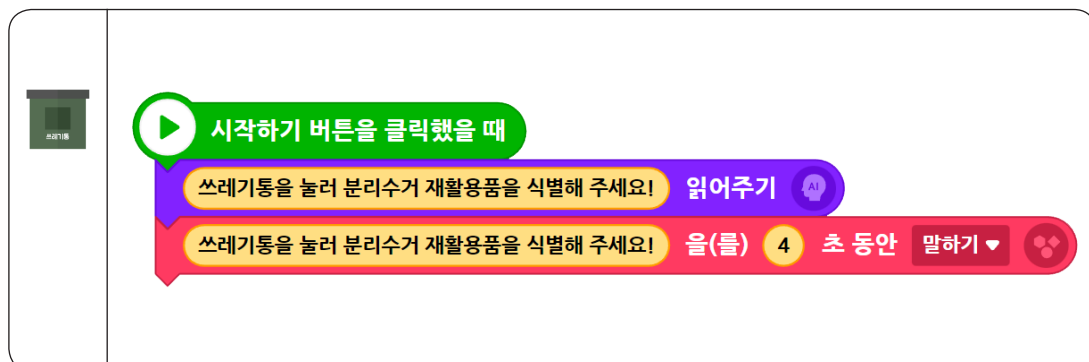 쓰레기통
시작하기 버튼을 클릭했을 때
쓰레기통을 눌러 분리수거 재활용품을 식별해 주세요! 읽어주기 AI
쓰레기통을 눌러 분리수거 재활용품을 식별해 주세요! 을(를) 4 초 동안 말하기